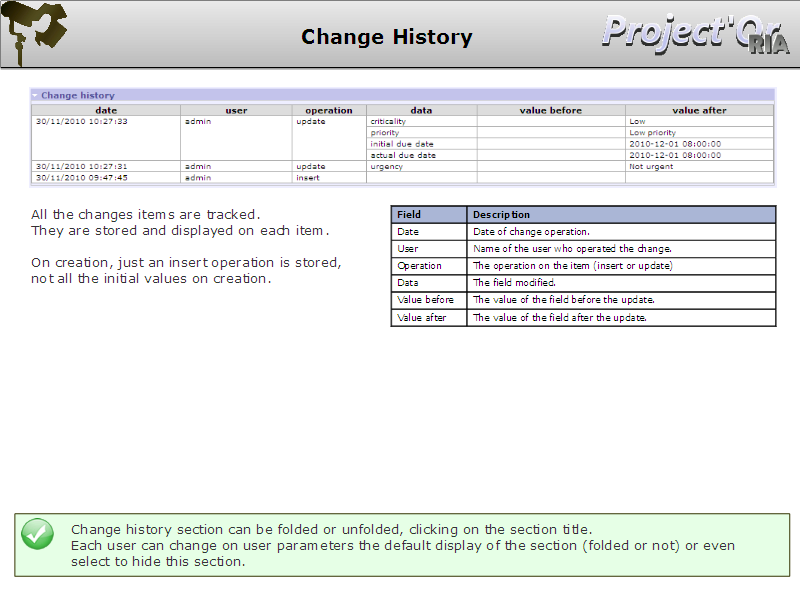 Change History
Project'Or
RIA
Change history
date user operation data value before value after
30/11/2010 10:27:33 admin update criticality Low
priority Low priority
initial due date 2010-12-01 08:00:00
actual due date 2010-12-01 08:00:00
30/11/2010 10:27:31 admin update urgency Not urgent
30/11/2010 09:47:45 admin insert
All the changes items are tracked.
They are stored and displayed on each item.
On creation, just an insert operation is stored,
not all the initial values on creation.
Field Description
Date Date of change operation.
User Name of the user who operated the change.
Operation The operation on the item (insert or update)
Data The field modified.
Value before The value of the field before the update.
Value after The value of the field after the update.
Change history section can be folded or unfolded, clicking on the section title.
Each user can change on user parameters the default display of the section (folded or not) or even
select to hide this section.